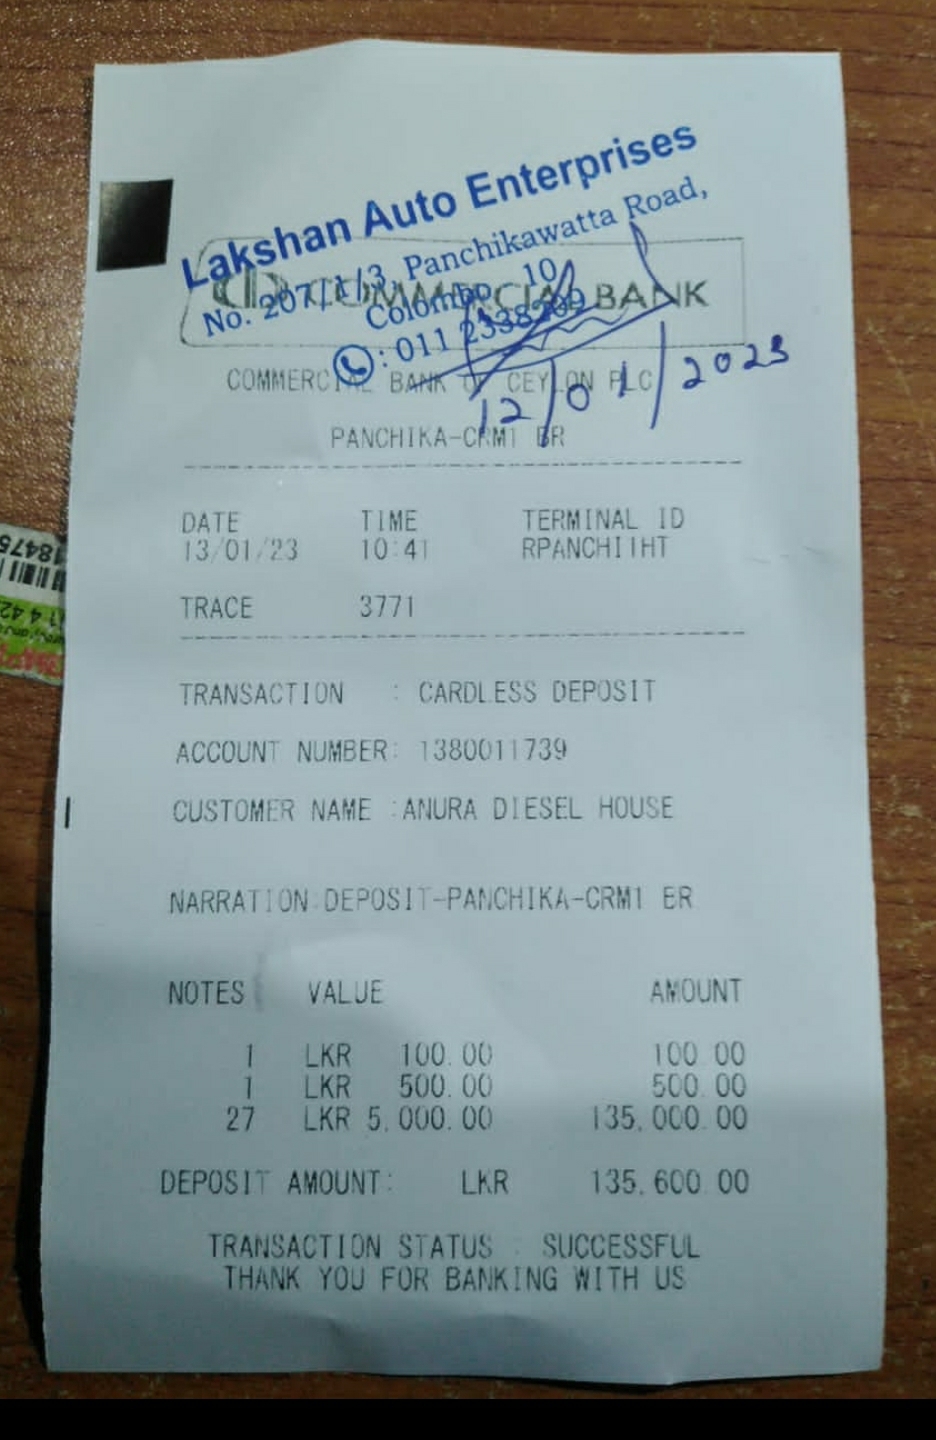 Lakshan Auto Enterprises
No. 207/1/3, Panchikawatta Road,
Colombo 10
: 011 2338209
COMMERCIAL BANK
12/01/2023
COMMERCIAL BANK OF CEYLON PLC
PANCHIKA-CRM1 BR
DATE TIME TERMINAL ID
13/01/23 10:41 RPANCHI1HT
TRACE 3771
TRANSACTION : CARDLESS DEPOSIT
ACCOUNT NUMBER: 1380011739
CUSTOMER NAME :ANURA DIESEL HOUSE
NARRATION:DEPOSIT-PANCHIKA-CRM1 BR
NOTES VALUE AMOUNT
1 LKR 100.00 100.00
1 LKR 500.00 500.00
27 LKR 5,000.00 135,000.00
DEPOSIT AMOUNT: LKR 135,600.00
TRANSACTION STATUS : SUCCESSFUL
THANK YOU FOR BANKING WITH US
18475